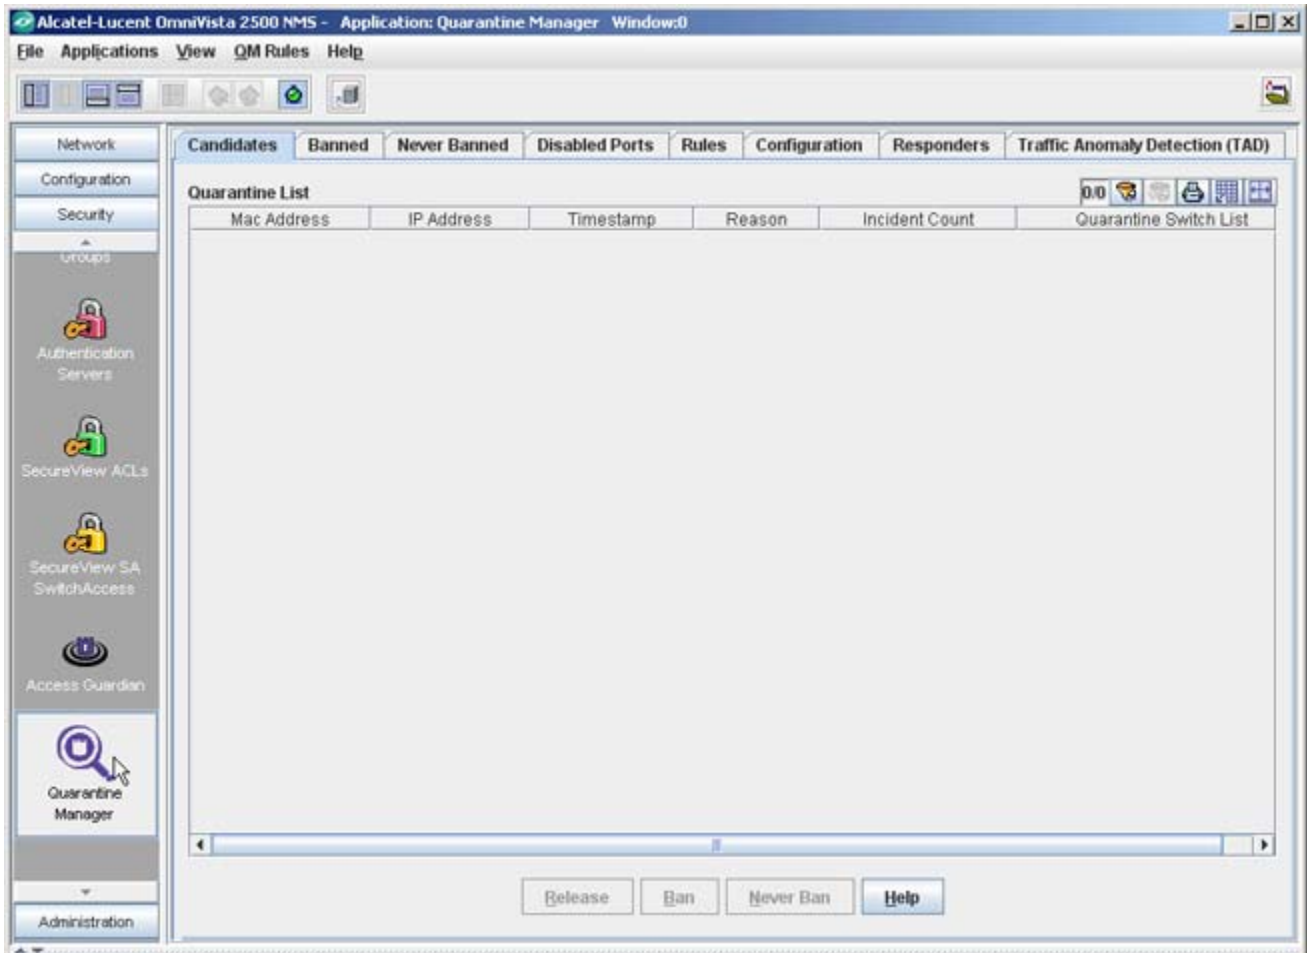 Alcatel-Lucent OmniVista 2500 NMS - Application: Quarantine Manager Window:0
File Applications View QM Rules Help
Network
Configuration
Security
Groups
Authentication
Servers
SecureView ACLs
SecureView SA
SwitchAccess
Access Guardian
Quarantine
Manager
Administration
Candidates Banned Never Banned Disabled Ports Rules Configuration Responders Traffic Anomaly Detection (TAD)
Quarantine List 0/0
Mac Address IP Address Timestamp Reason Incident Count Quarantine Switch List
Release Ban Never Ban Help